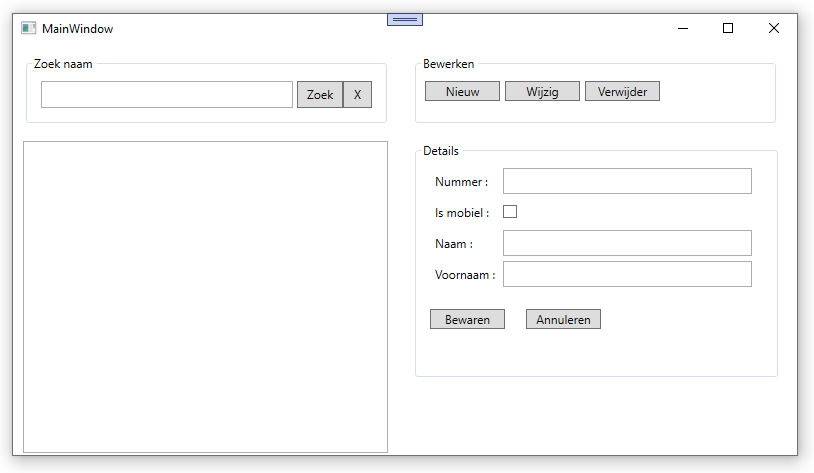 MainWindow
Zoek naam
Zoek X
Bewerken
Nieuw Wijzig Verwijder
Details
Nummer :
Is mobiel :
Naam :
Voornaam :
Bewaren Annuleren